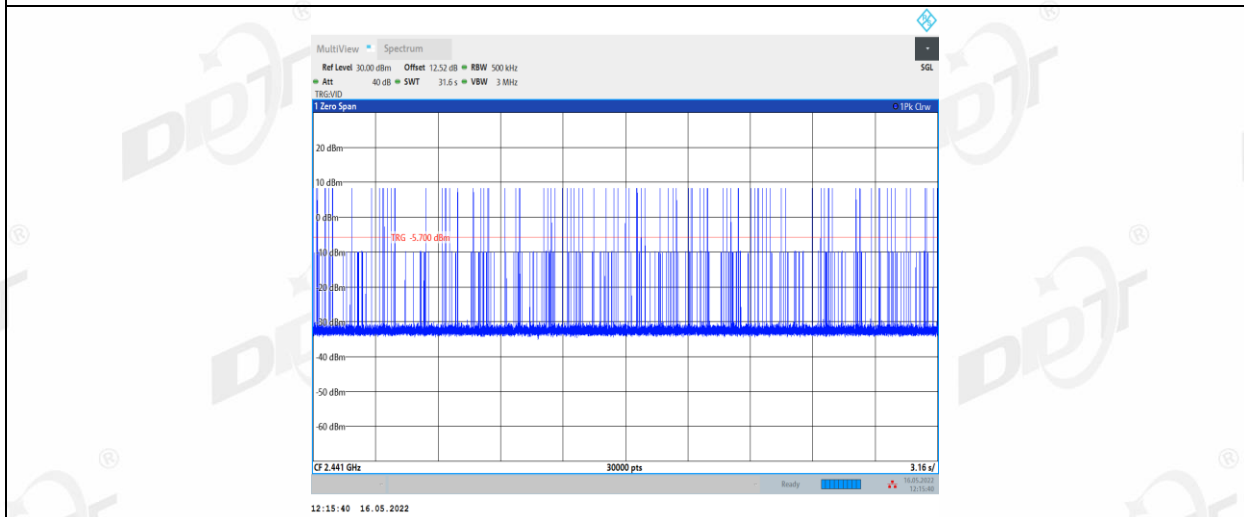 MultiView Spectrum
Ref Level 30.00 dBm Offset 12.52 dB RBW 500 kHz SGL
Att 40 dB SWT 31.6 s VBW 3 MHz
TRG:VID
1 Zero Span 1Pk Clrw
20 dBm
10 dBm
0 dBm
TRG -5.700 dBm
-10 dBm
-20 dBm
-30 dBm
-40 dBm
-50 dBm
-60 dBm
CF 2.441 GHz 30000 pts 3.16 s/
Ready 16.05.2022
12:15:40
12:15:40 16.05.2022
DDT ®